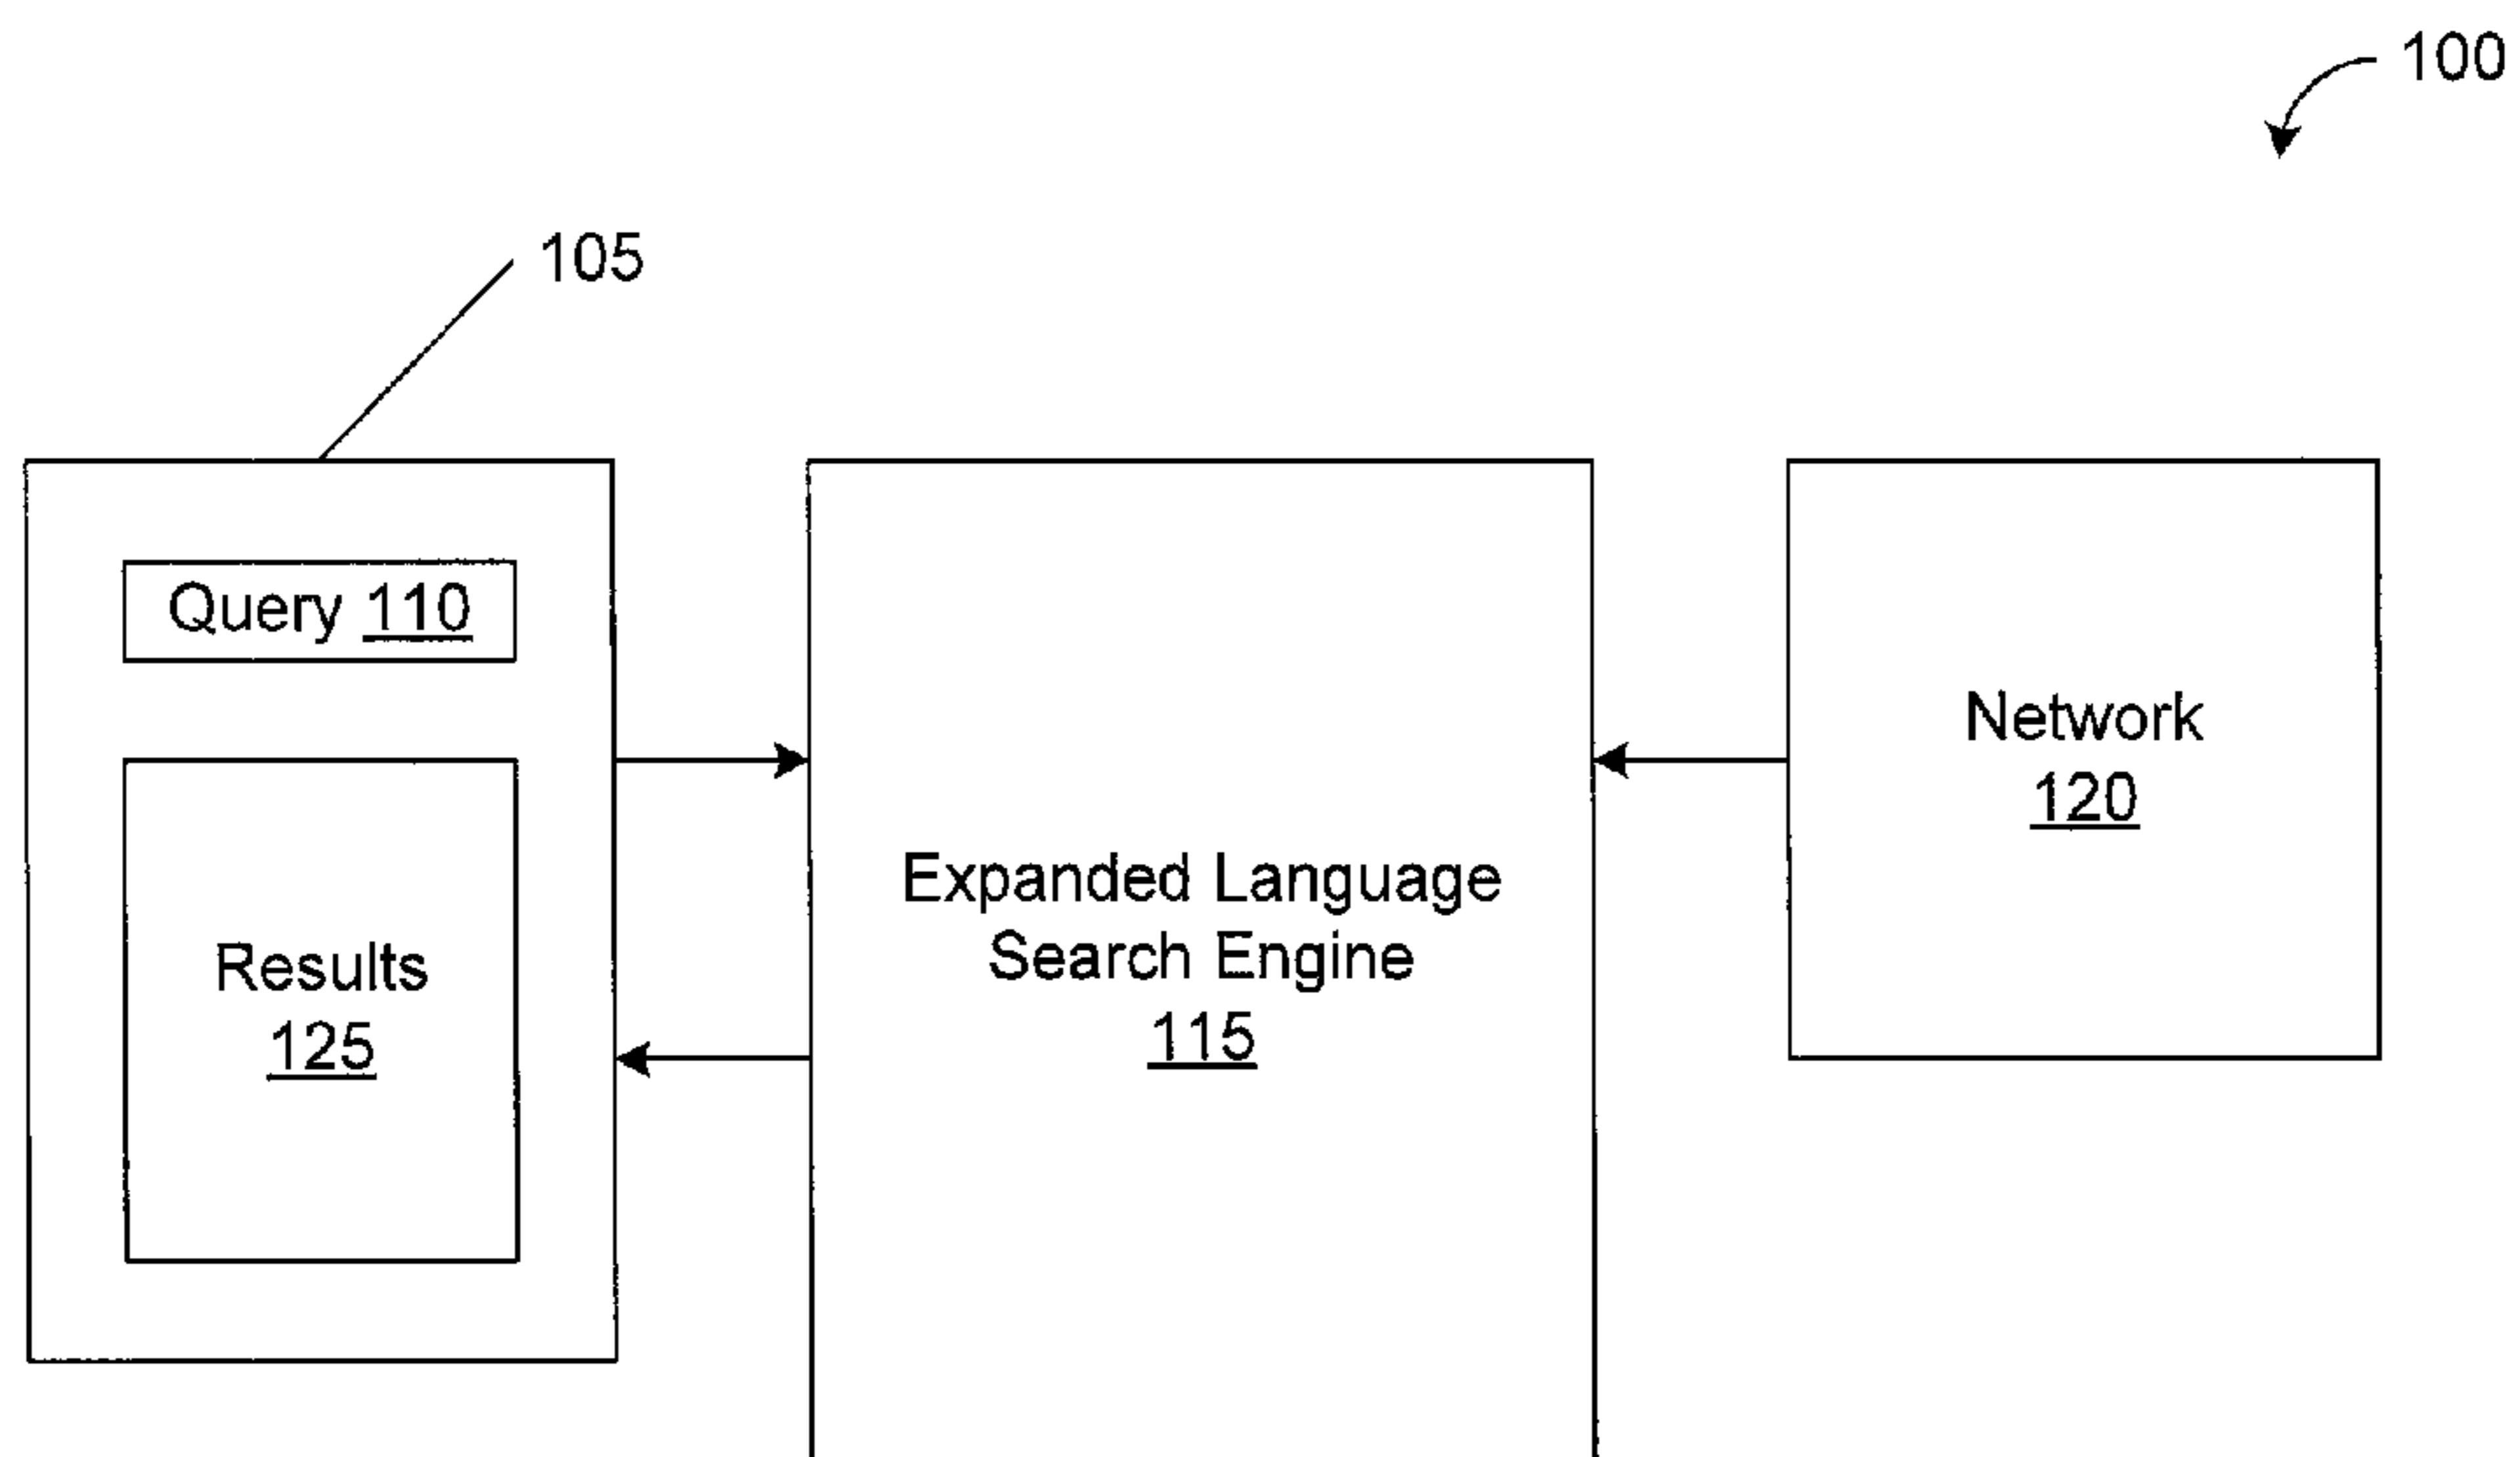 100
105
Query 110
Results
125
Expanded Language
Search Engine
115
Network
120